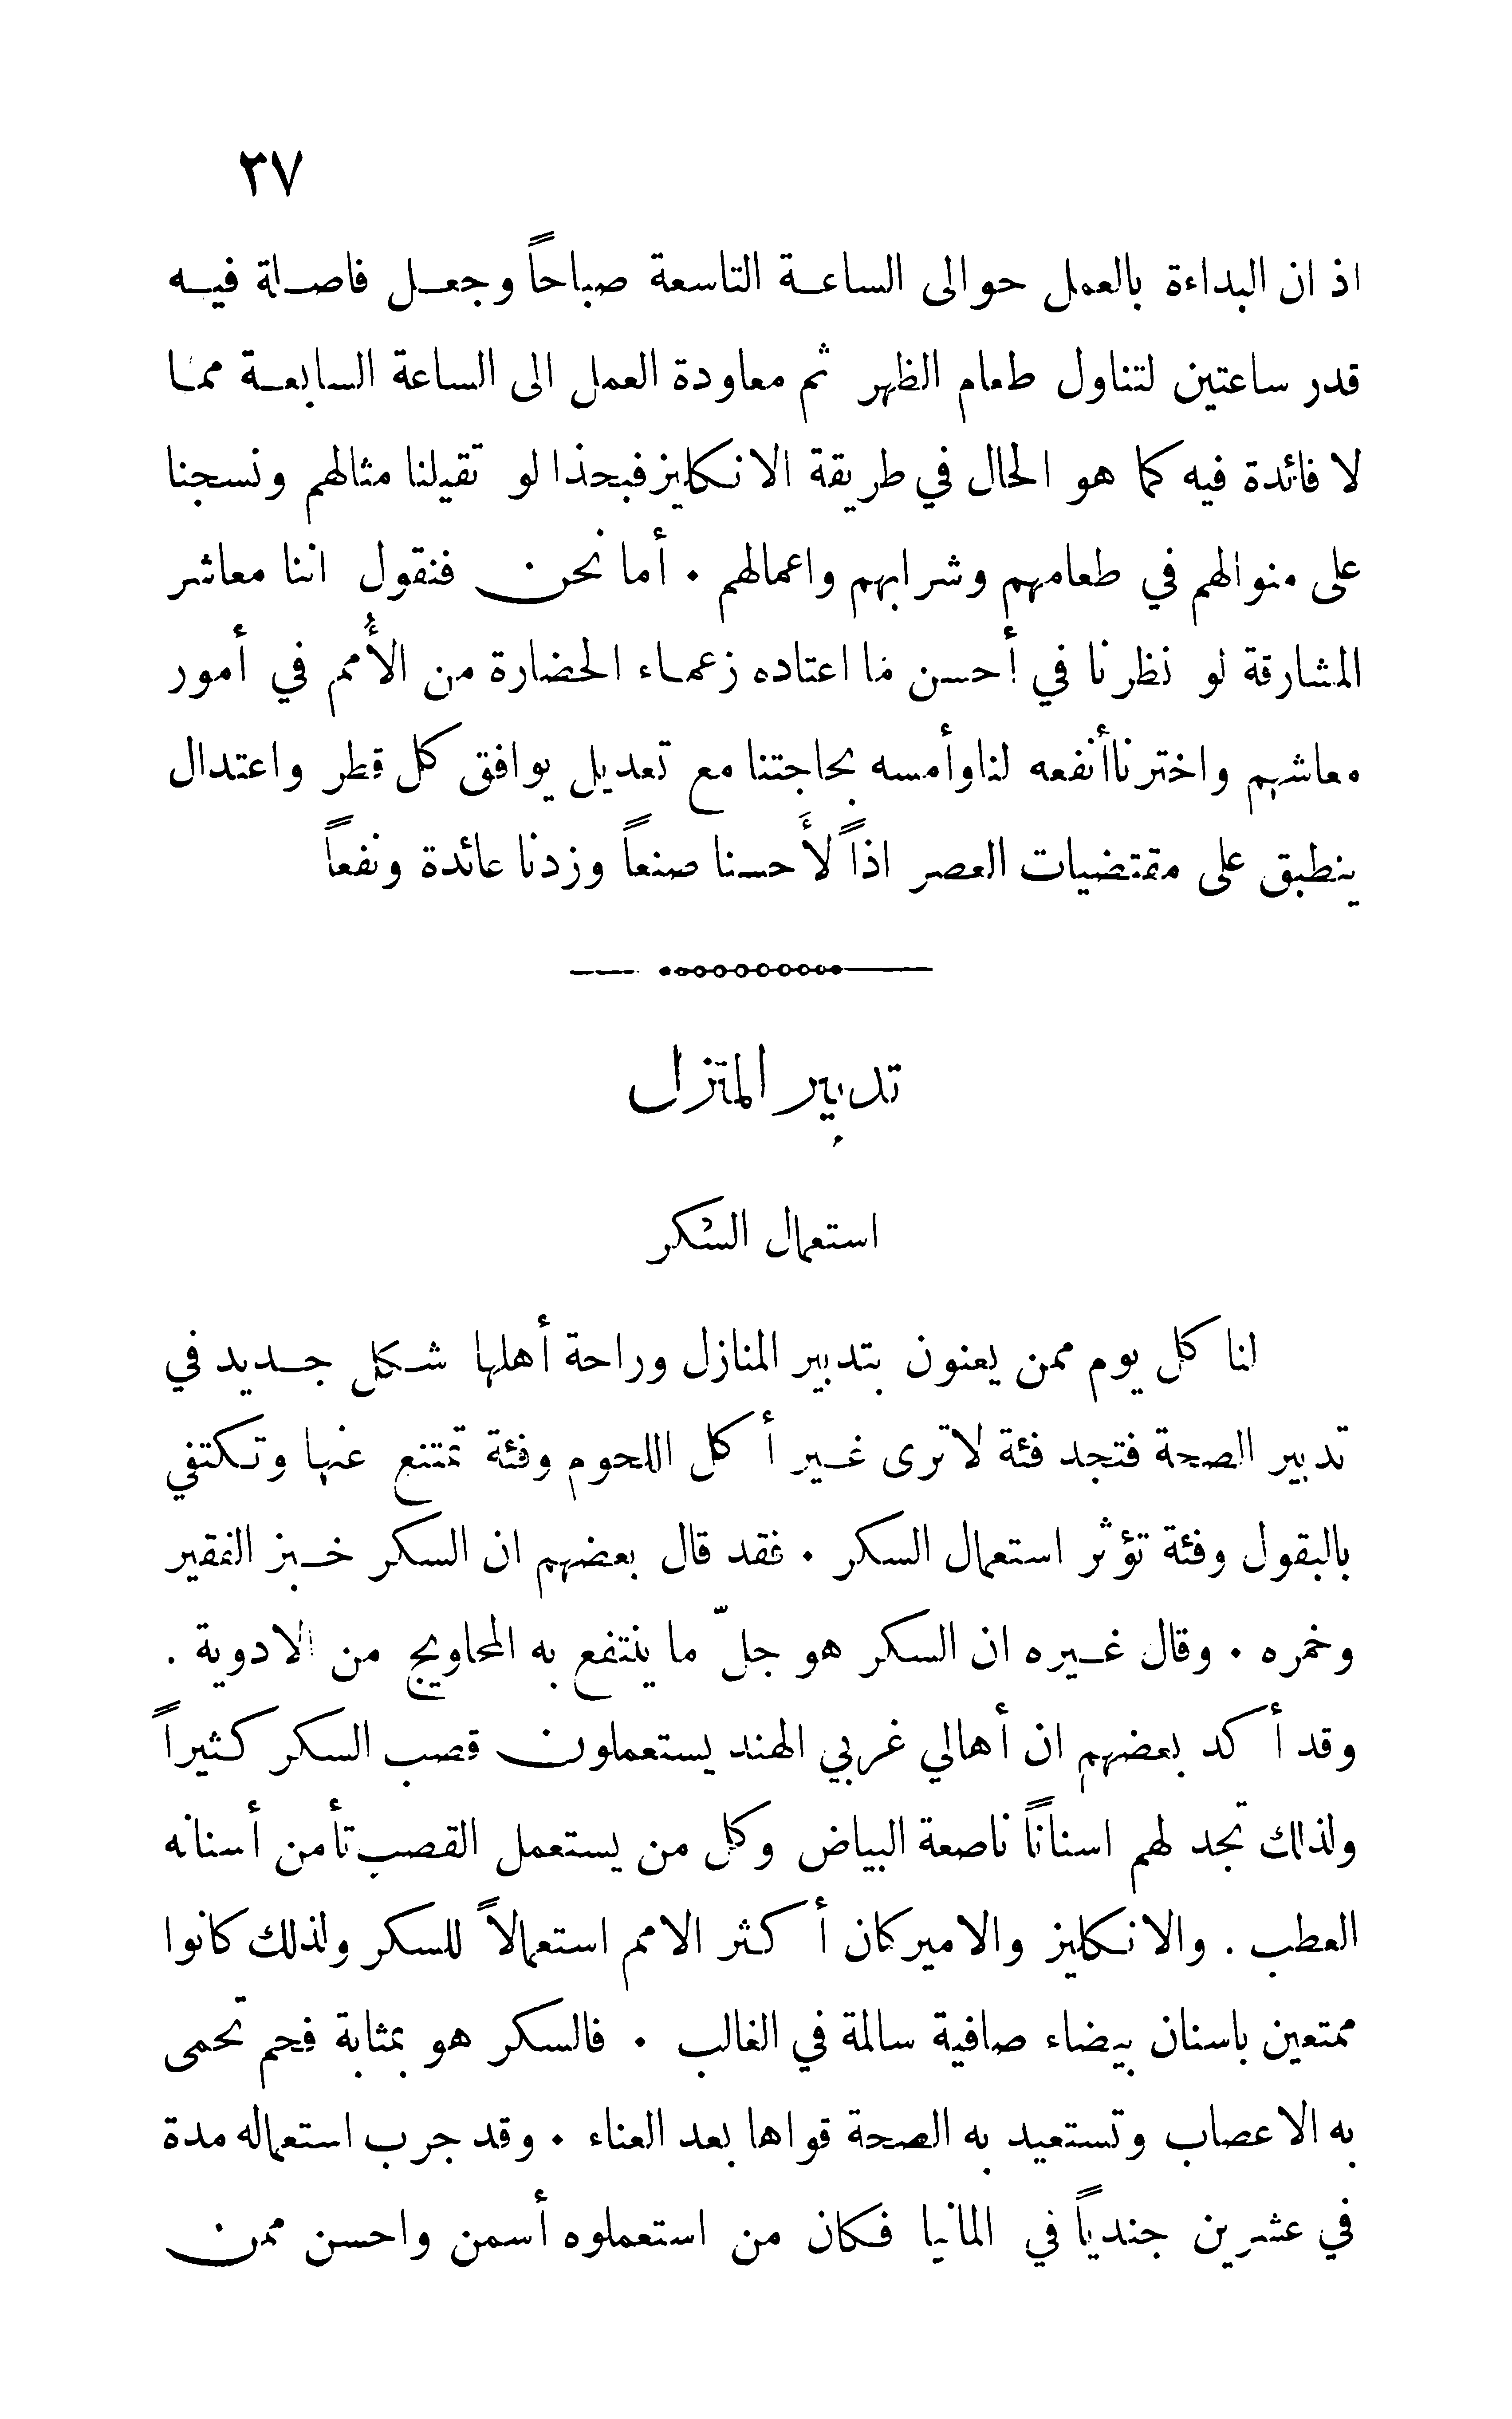 ٣٧
اذ ان البداءة بالعمل حوالى الساعة التاسعة صباحاً وجعل فاصلة فيه
قدر ساعتين لتناول طعام الظهر ثم معاودة العمل الى الساعة السابعة مما
لا فائدة فيه كما هو الحال في طريقة الانكليز فبحذا لو تقيلنا مثالهم ونسجنا
على منوالهم في طعامهم وشرابهم واعمالهم . أما نحن فنقول اننا معاشر
المشارقة لو نظرنا في أحسن ما اعتاده زعماء الحضارة من الأُمم في أمور
معاشهم واخترنا أنفعه لنا وأمسه بحاجتنا مع تعديل يوافق كل قطر واعتدال
ينطبق على مقتضيات العصر اذاً لأَحسنا صنعاً وزدنا عائدة ونفعاً
تدبير المنزل
استعمال السكر
لنا كل يوم ممن يعنون بتدبير المنازل وراحة أهلها شكل جديد في
تدبير الصحة فتجد فئة لا ترى غير أكل اللحوم وفئة تمتنع عنها وتكتفي
بالبقول وفئة تؤثر استعمال السكر . فقد قال بعضهم ان السكر خبز الفقير
وخمره . وقال غيره ان السكر هو جلّ ما ينتفع به المحاويج من الادوية .
وقد أكد بعضهم ان أهالي غربي الهند يستعملون قصب السكر كثيراً
ولذلك تجد لهم اسناناً ناصعة البياض وكل من يستعمل القصب تأمن أسنانه
العطب . والانكليز والاميركان أكثر الامم استعمالاً للسكر ولذلك كانوا
ممتعين باسنان بيضاء صافية سالمة في الغالب . فالسكر هو بمثابة فحم تحمى
به الاعصاب وتستعيد به الصحة قواها بعد العناء . وقد جرب استعماله مدة
في عشرين جندياً في المانيا فكان من استعملوه أسمن واحسن ممن